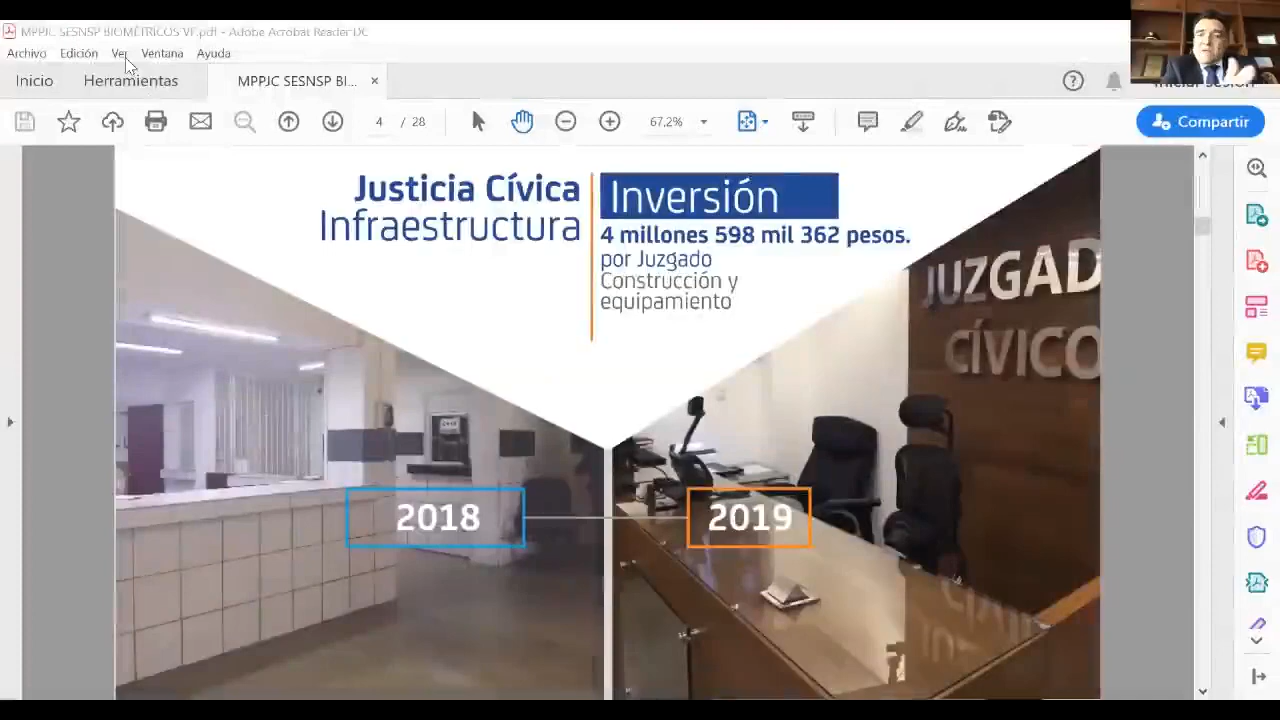 MPPJC SESNSP BIOMÉTRICOS VF.pdf - Adobe Acrobat Reader DC
Archivo Edición Ver Ventana Ayuda
Inicio Herramientas MPPJC SESNSP BI... ×
4 / 28 67,2% Compartir
Justicia Cívica
Infraestructura
Inversión
4 millones 598 mil 362 pesos.
por Juzgado
Construcción y
equipamiento
JUZGAD
CÍVICO
2018
2019